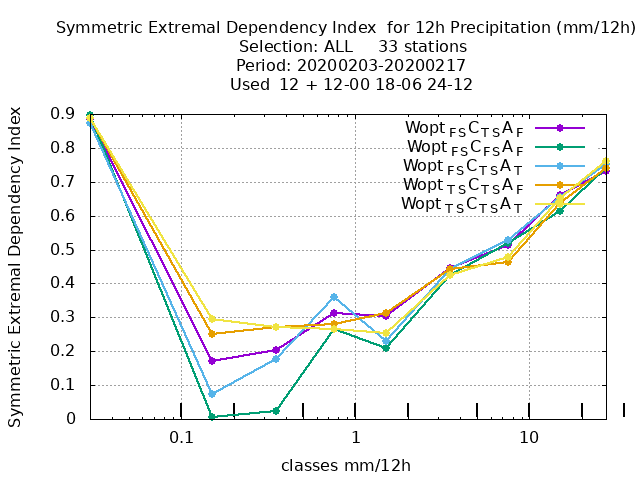 Symmetric Extremal Dependency Index  for 12h Precipitation (mm/12h)
Selection: ALL     33 stations
Period: 20200203-20200217
Used  12 + 12-00 18-06 24-12
Symmetric Extremal Dependency Index
0.9
0.8
0.7
0.6
0.5
0.4
0.3
0.2
0.1
0
Wopt FS C TS A F
Wopt FS C FS A F
Wopt FS C TS A T
Wopt TS C TS A F
Wopt TS C TS A T
0.1 1 10
classes mm/12h